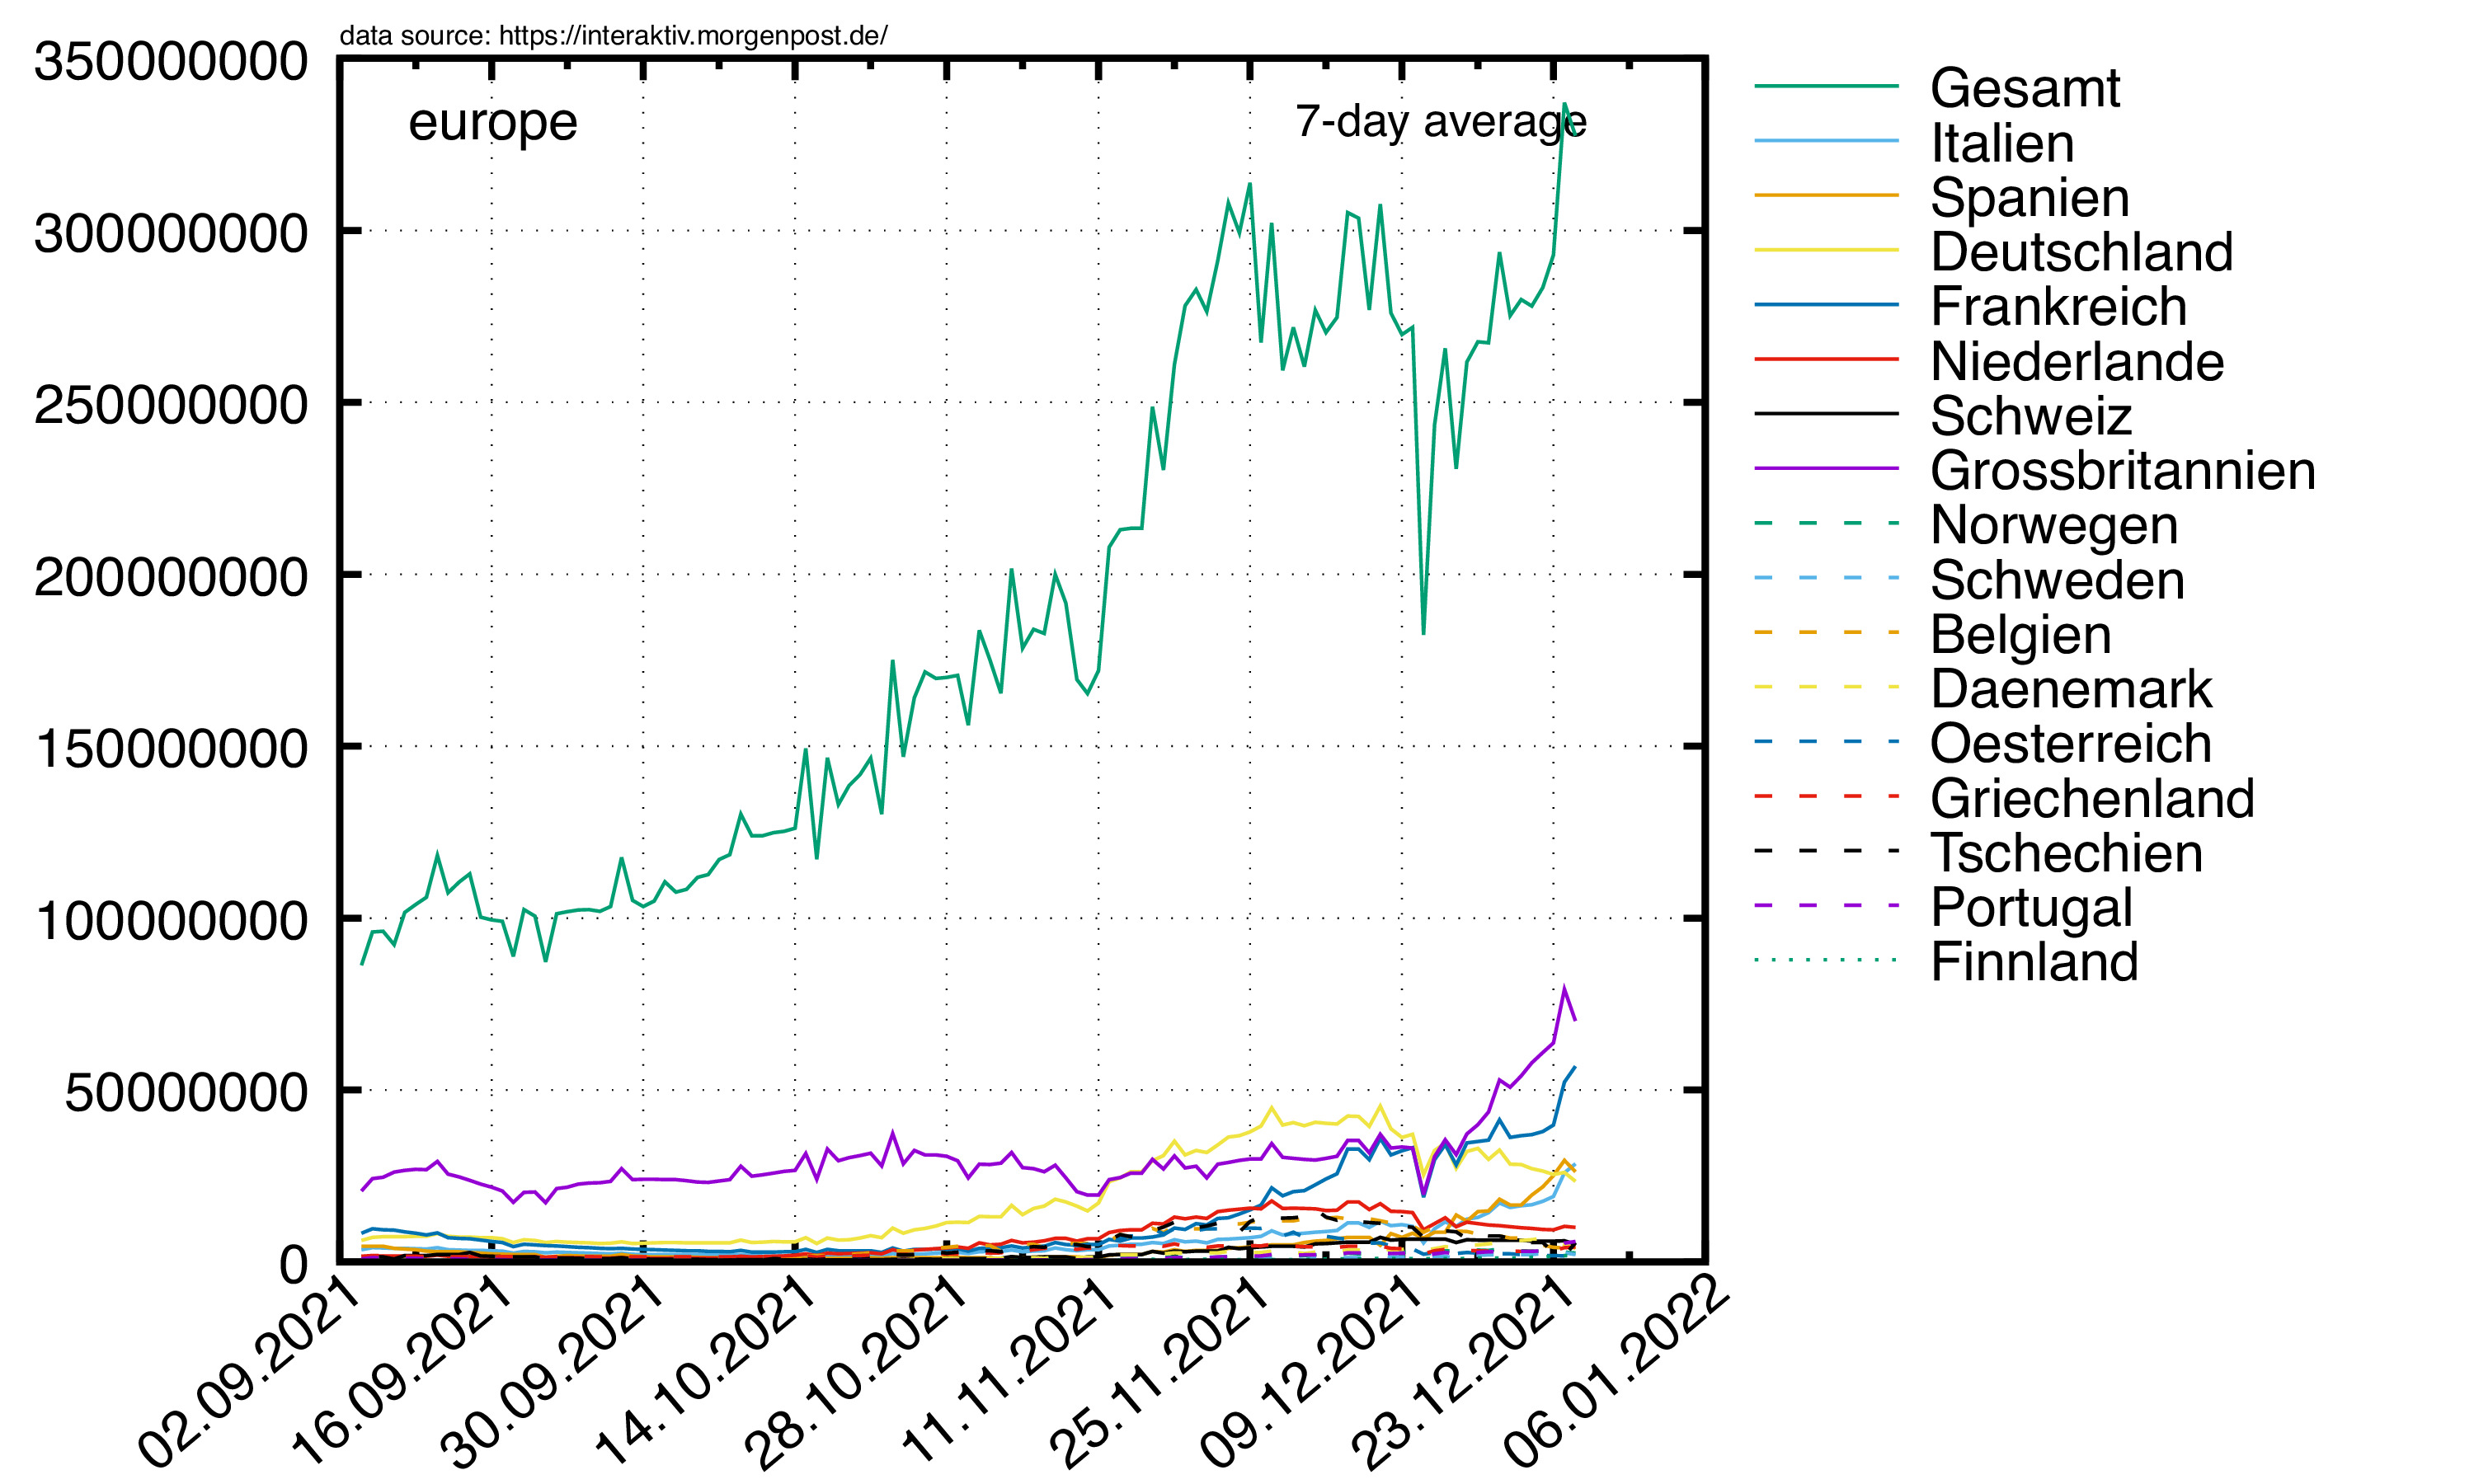 data source: https://interaktiv.morgenpost.de/
europe
7-day average
350000000
300000000
250000000
200000000
150000000
100000000
50000000
0
02.09.2021
16.09.2021
30.09.2021
14.10.2021
28.10.2021
11.11.2021
25.11.2021
09.12.2021
23.12.2021
06.01.2022
Gesamt
Italien
Spanien
Deutschland
Frankreich
Niederlande
Schweiz
Grossbritannien
Norwegen
Schweden
Belgien
Daenemark
Oesterreich
Griechenland
Tschechien
Portugal
Finnland